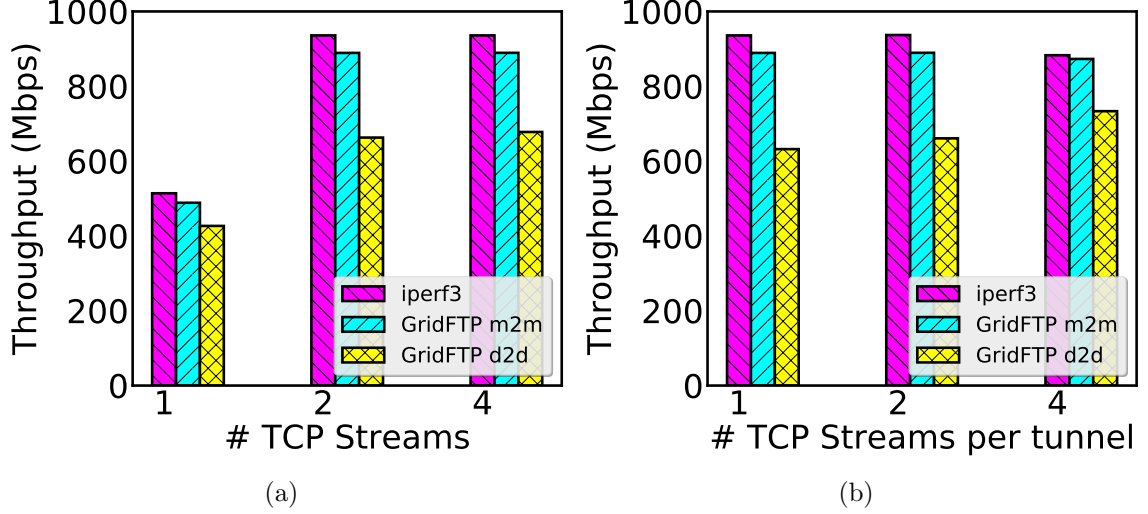 1000
800
600
400
200
0
Throughput (Mbps)
iperf3
GridFTP m2m
GridFTP d2d
1 2 4
# TCP Streams
(a)
1000
800
600
400
200
0
Throughput (Mbps)
iperf3
GridFTP m2m
GridFTP d2d
1 2 4
# TCP Streams per tunnel
(b)